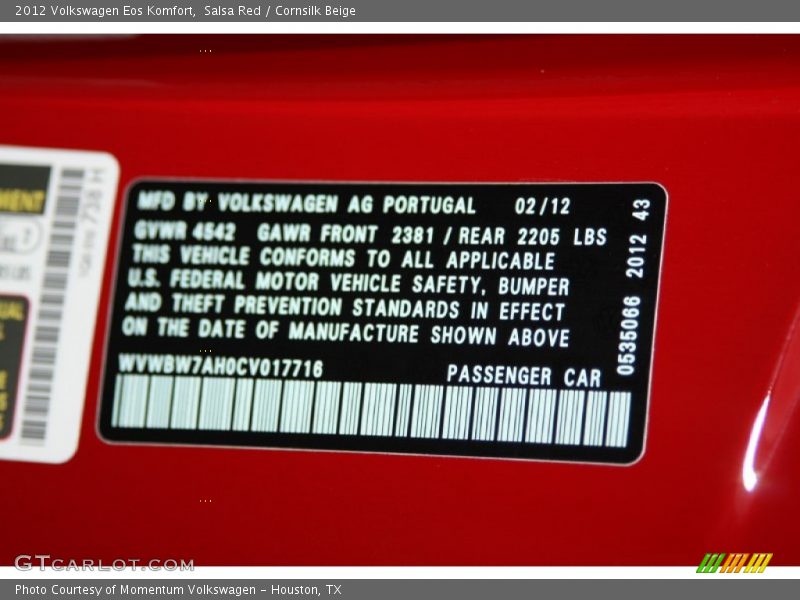 2012 Volkswagen Eos Komfort, Salsa Red / Cornsilk Beige
MFD BY VOLKSWAGEN AG PORTUGAL 02/12
GVWR 4542 GAWR FRONT 2381 / REAR 2205 LBS
THIS VEHICLE CONFORMS TO ALL APPLICABLE
U.S. FEDERAL MOTOR VEHICLE SAFETY, BUMPER
AND THEFT PREVENTION STANDARDS IN EFFECT
ON THE DATE OF MANUFACTURE SHOWN ABOVE
WVWBW7AH0CV017716 PASSENGER CAR
0535066 2012 43
GTCARLOT.COM
Photo Courtesy of Momentum Volkswagen - Houston, TX